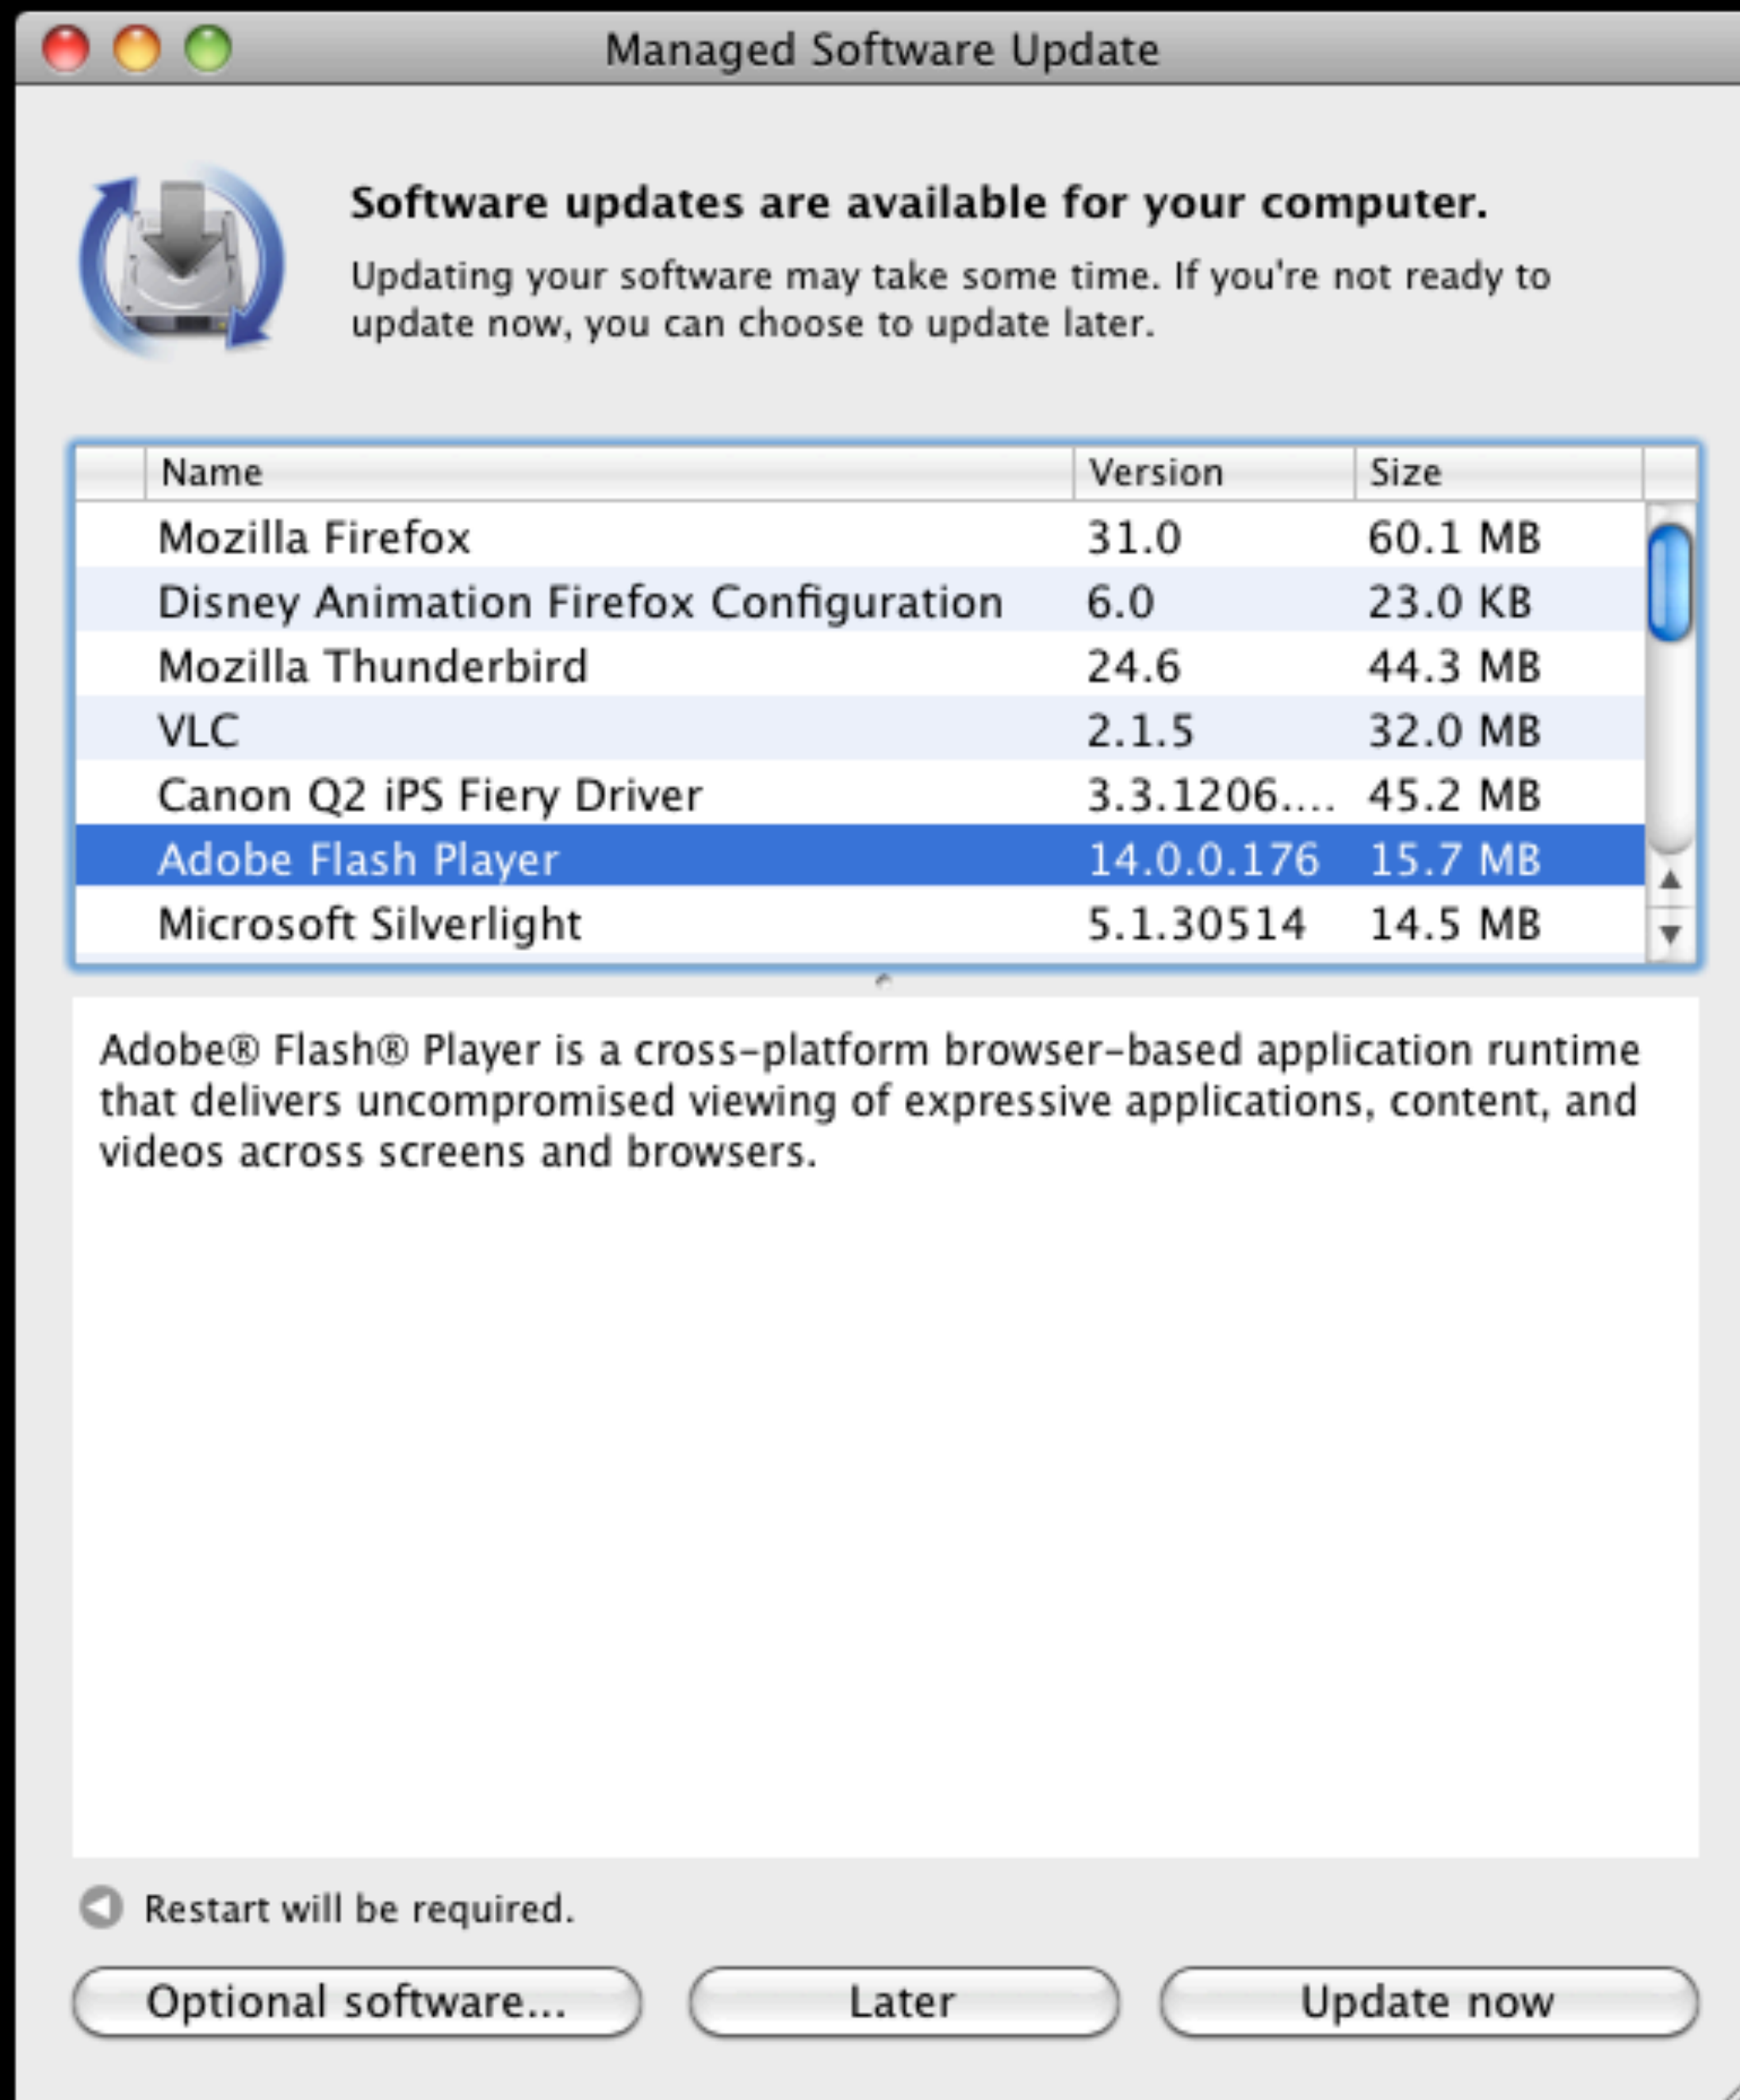 Managed Software Update
Software updates are available for your computer.
Updating your software may take some time. If you're not ready to
update now, you can choose to update later.
Name Version Size
Mozilla Firefox 31.0 60.1 MB
Disney Animation Firefox Configuration 6.0 23.0 KB
Mozilla Thunderbird 24.6 44.3 MB
VLC 2.1.5 32.0 MB
Canon Q2 iPS Fiery Driver 3.3.1206.... 45.2 MB
Adobe Flash Player 14.0.0.176 15.7 MB
Microsoft Silverlight 5.1.30514 14.5 MB
Adobe® Flash® Player is a cross-platform browser-based application runtime
that delivers uncompromised viewing of expressive applications, content, and
videos across screens and browsers.
Restart will be required.
Optional software... Later Update now